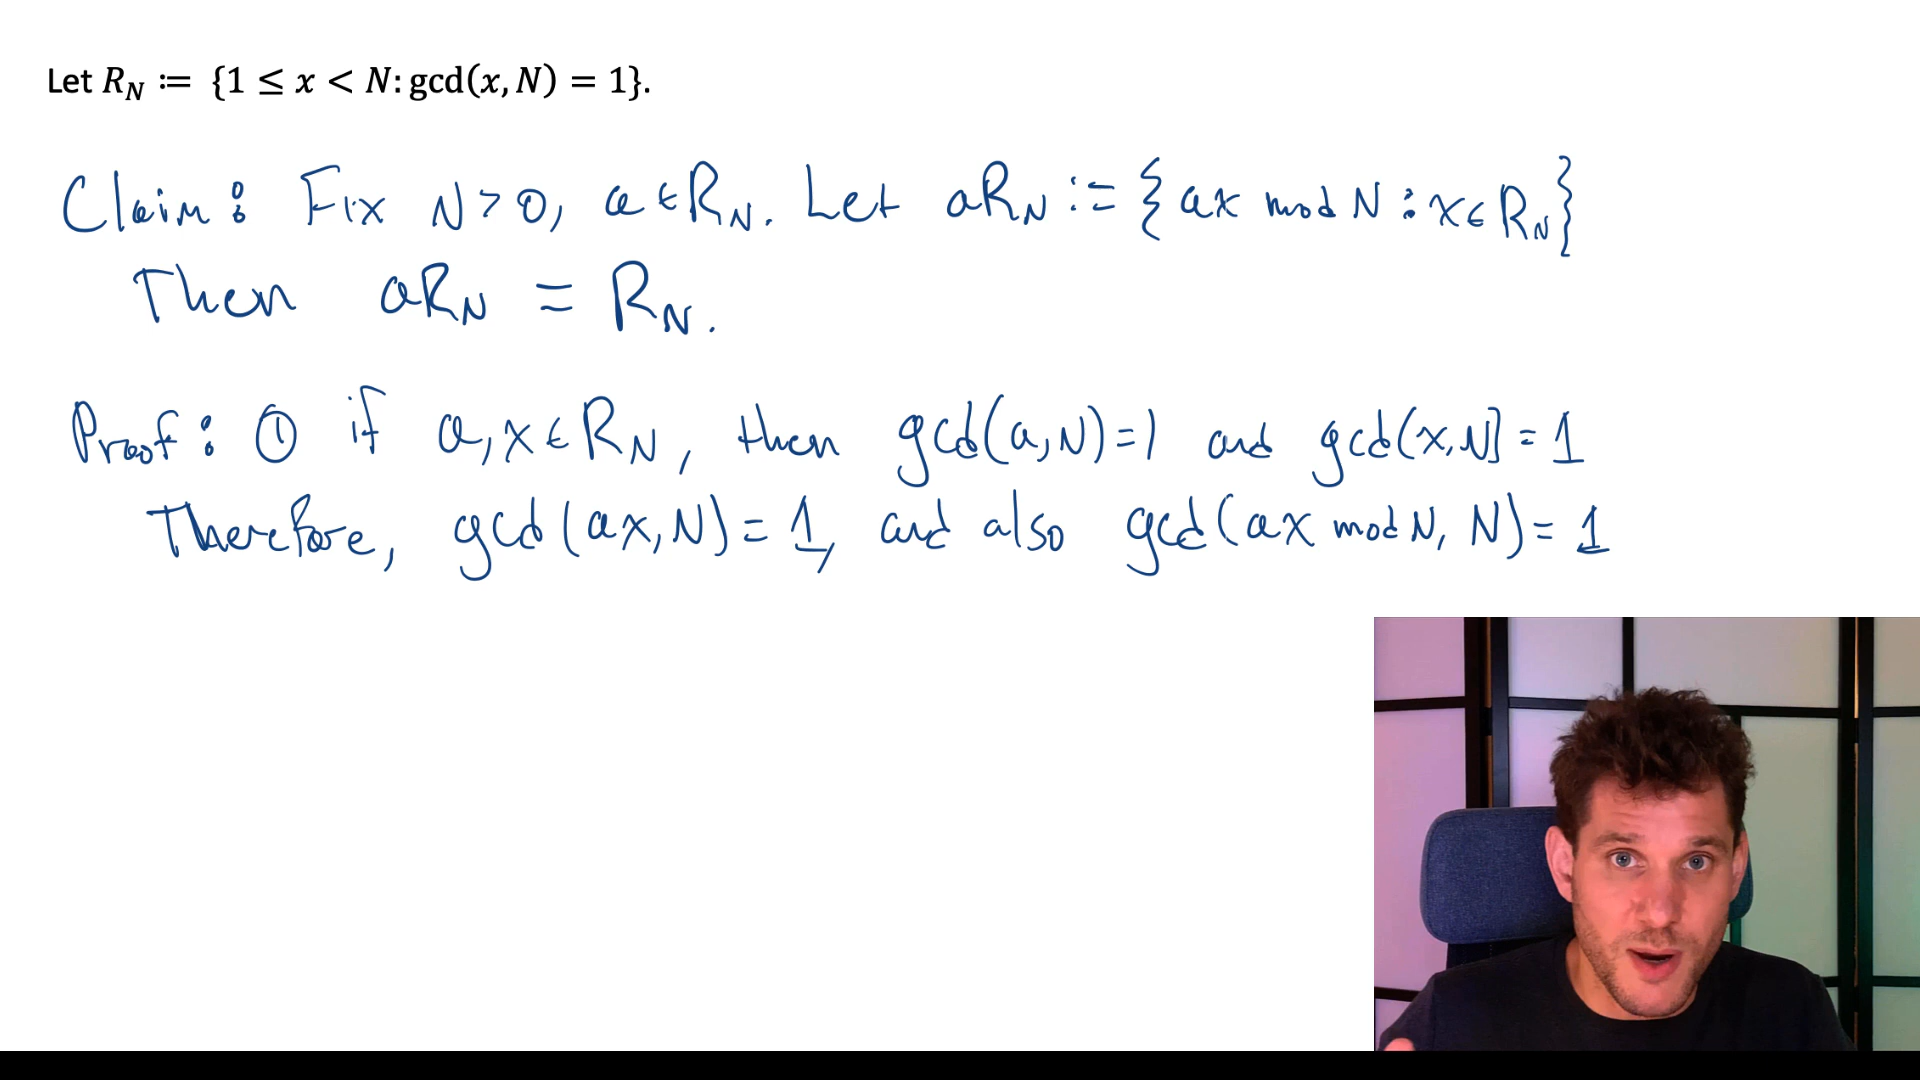 Let R_N ≔ {1 ≤ x < N: gcd(x, N) = 1}.
Claim: Fix N > 0, a ∈ R_N. Let aR_N := {ax mod N : x ∈ R_N}
Then aR_N = R_N.
Proof: ① if a, x ∈ R_N, then gcd(a, N) = 1 and gcd(x, N] = 1
Therefore, gcd(ax, N) = 1, and also gcd(ax mod N, N) = 1